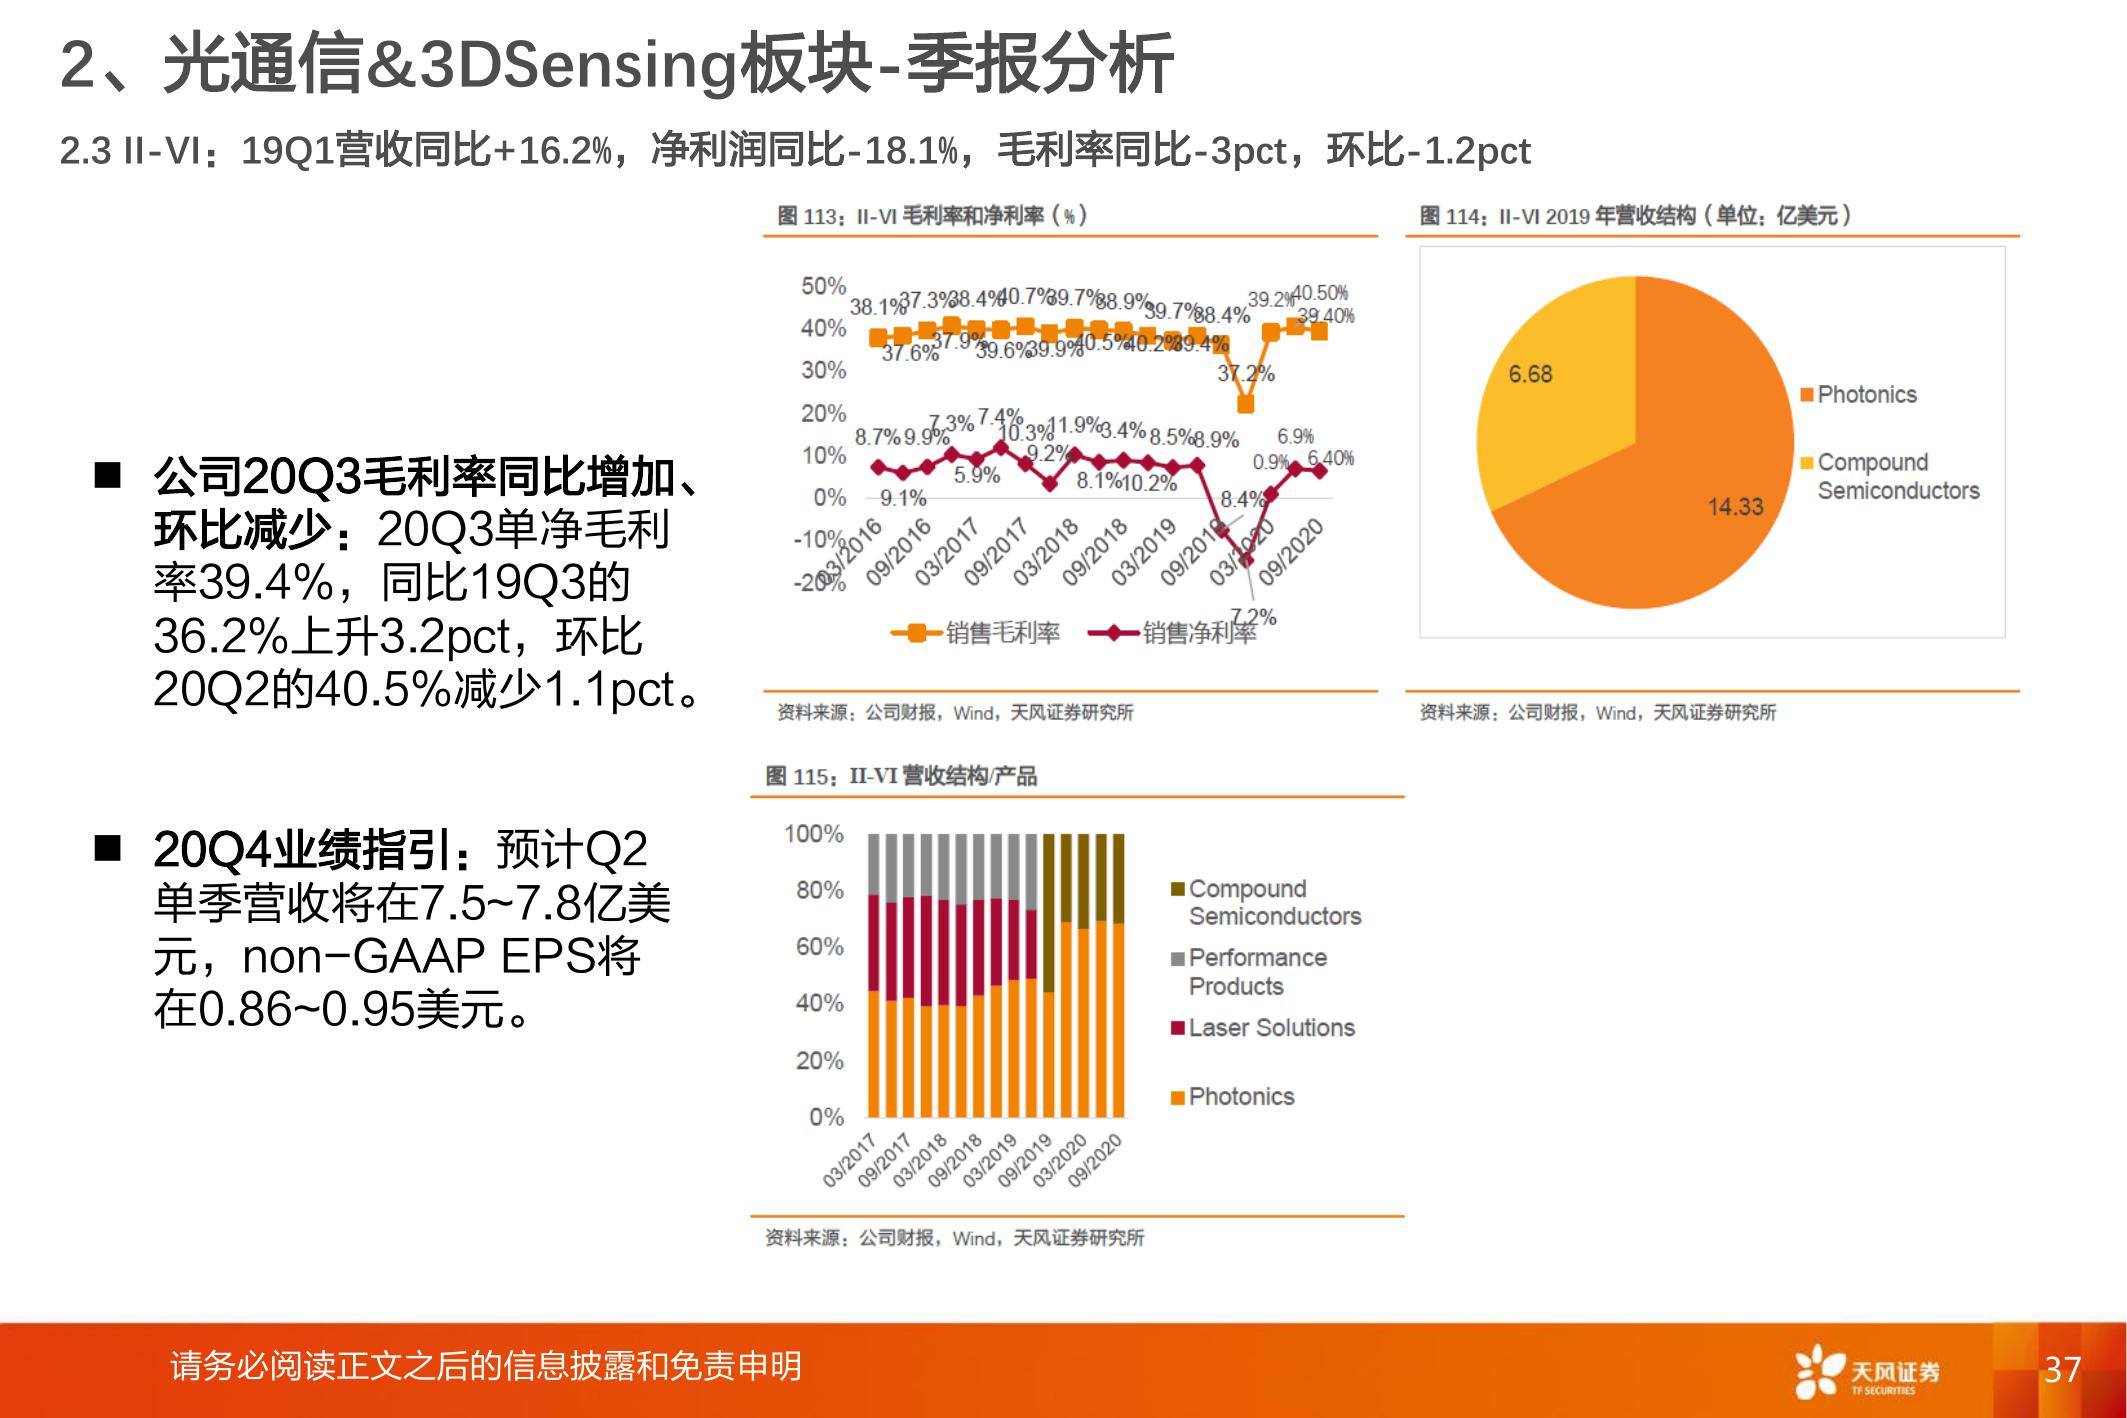 2、光通信&3DSensing板块-季报分析
2.3 II-VI：19Q1营收同比+16.2%，净利润同比-18.1%，毛利率同比-3pct，环比-1.2pct
■ 公司20Q3毛利率同比增加、
环比减少：20Q3单净毛利
率39.4%，同比19Q3的
36.2%上升3.2pct，环比
20Q2的40.5%减少1.1pct。
■ 20Q4业绩指引：预计Q2
单季营收将在7.5~7.8亿美
元，non-GAAP EPS将
在0.86~0.95美元。
图 113：II-VI 毛利率和净利率（%）
50%
40%
30%
20%
10%
0%
-10%
-20%
38.1% 37.3% 38.4% 40.7% 39.7% 38.9% 39.7% 38.4% 39.2% 40.50%
37.6% 37.9% 39.6% 39.9% 40.5% 40.2% 39.4% 37.2% 39.40%
8.7% 9.9% 7.3% 7.4% 10.3% 11.9% 3.4% 8.5% 8.9% 6.9%
9.1% 5.9% 9.2% 8.1% 10.2% 8.4% 7.2% 0.9% 6.40%
03/2016 09/2016 03/2017 09/2017 03/2018 09/2018 03/2019 09/2019 03/2020 09/2020
销售毛利率 销售净利率
资料来源：公司财报，Wind，天风证券研究所
图 114：II-VI 2019 年营收结构（单位：亿美元）
6.68
14.33
Photonics
Compound
Semiconductors
资料来源：公司财报，Wind，天风证券研究所
图 115：II-VI 营收结构/产品
100%
80%
60%
40%
20%
0%
03/2017 09/2017 03/2018 09/2018 03/2019 09/2019 03/2020 09/2020
Compound
Semiconductors
Performance
Products
Laser Solutions
Photonics
资料来源：公司财报，Wind，天风证券研究所
请务必阅读正文之后的信息披露和免责申明
天风证券
TF SECURITIES
37